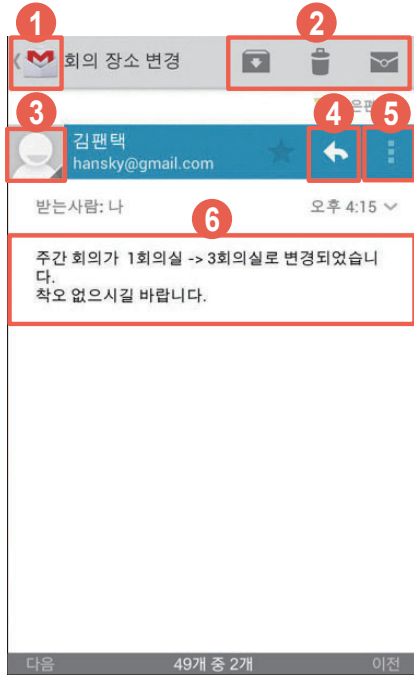 1
2
회의 장소 변경
3
4
5
김팬택
hansky@gmail.com
받는사람: 나
6
오후 4:15
주간 회의가 1회의실 -> 3회의실로 변경되었습니
다.
착오 없으시길 바랍니다.
다음
49개 중 2개
이전